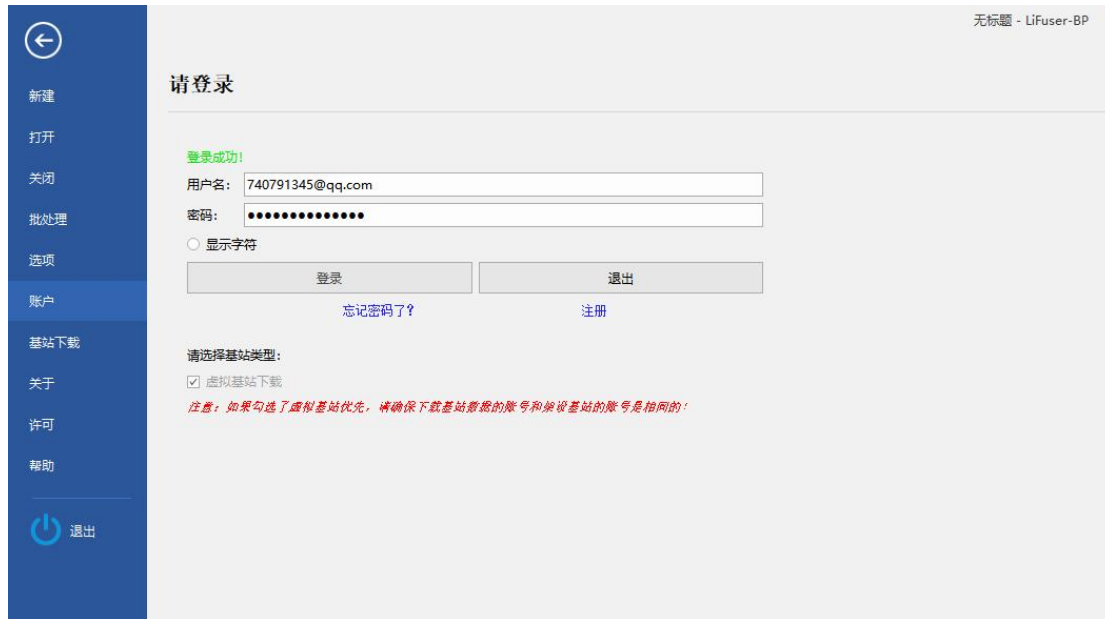 无标题 - LiFuser-BP
新建
打开
关闭
批处理
选项
账户
基站下载
关于
许可
帮助
退出
请登录
登录成功!
用户名: 740791345@qq.com
密码: ●●●●●●●●●●●●●●
显示字符
登录 退出
忘记密码了? 注册
请选择基站类型:
虚拟基站下载
注意: 如果勾选了虚拟基站优先, 请确保下载基站数据的账号和架设基站的账号是相同的!